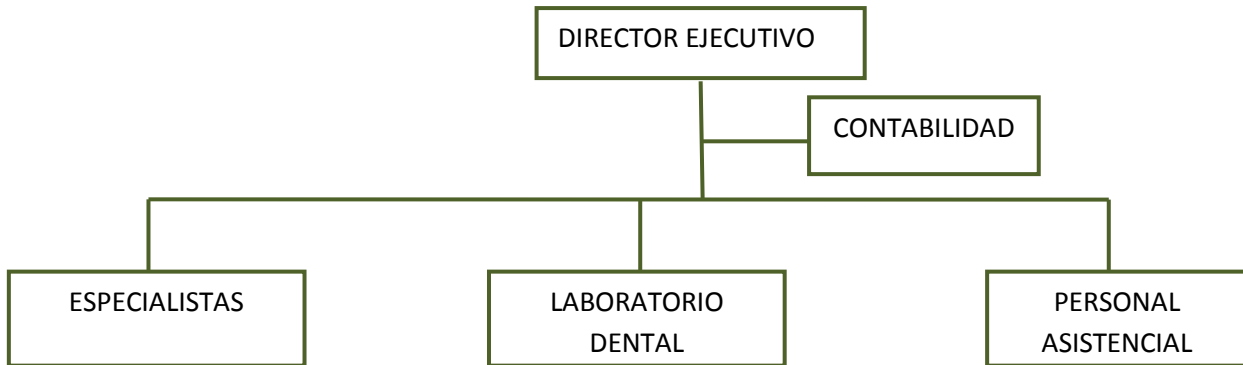 DIRECTOR EJECUTIVO
CONTABILIDAD
ESPECIALISTAS
LABORATORIO
DENTAL
PERSONAL
ASISTENCIAL